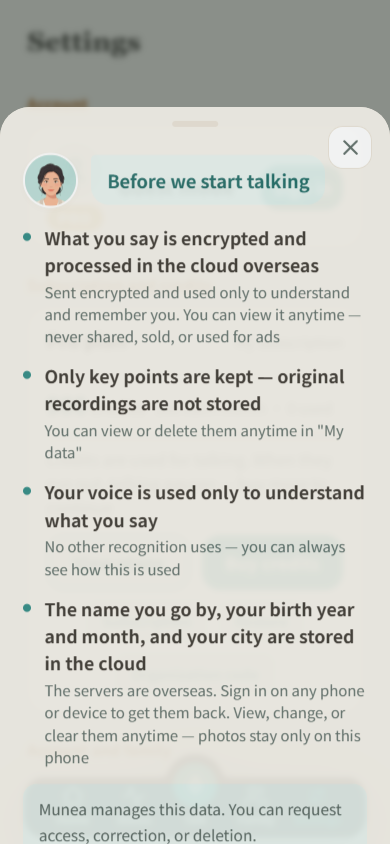 Settings
Before we start talking
What you say is encrypted and
processed in the cloud overseas
Sent encrypted and used only to understand
and remember you. You can view it anytime —
never shared, sold, or used for ads
Only key points are kept — original
recordings are not stored
You can view or delete them anytime in "My
data"
Your voice is used only to understand
what you say
No other recognition uses — you can always
see how this is used
The name you go by, your birth year
and month, and your city are stored
in the cloud
The servers are overseas. Sign in on any phone
or device to get them back. View, change, or
clear them anytime — photos stay only on this
phone
Munea manages this data. You can request
access, correction, or deletion.